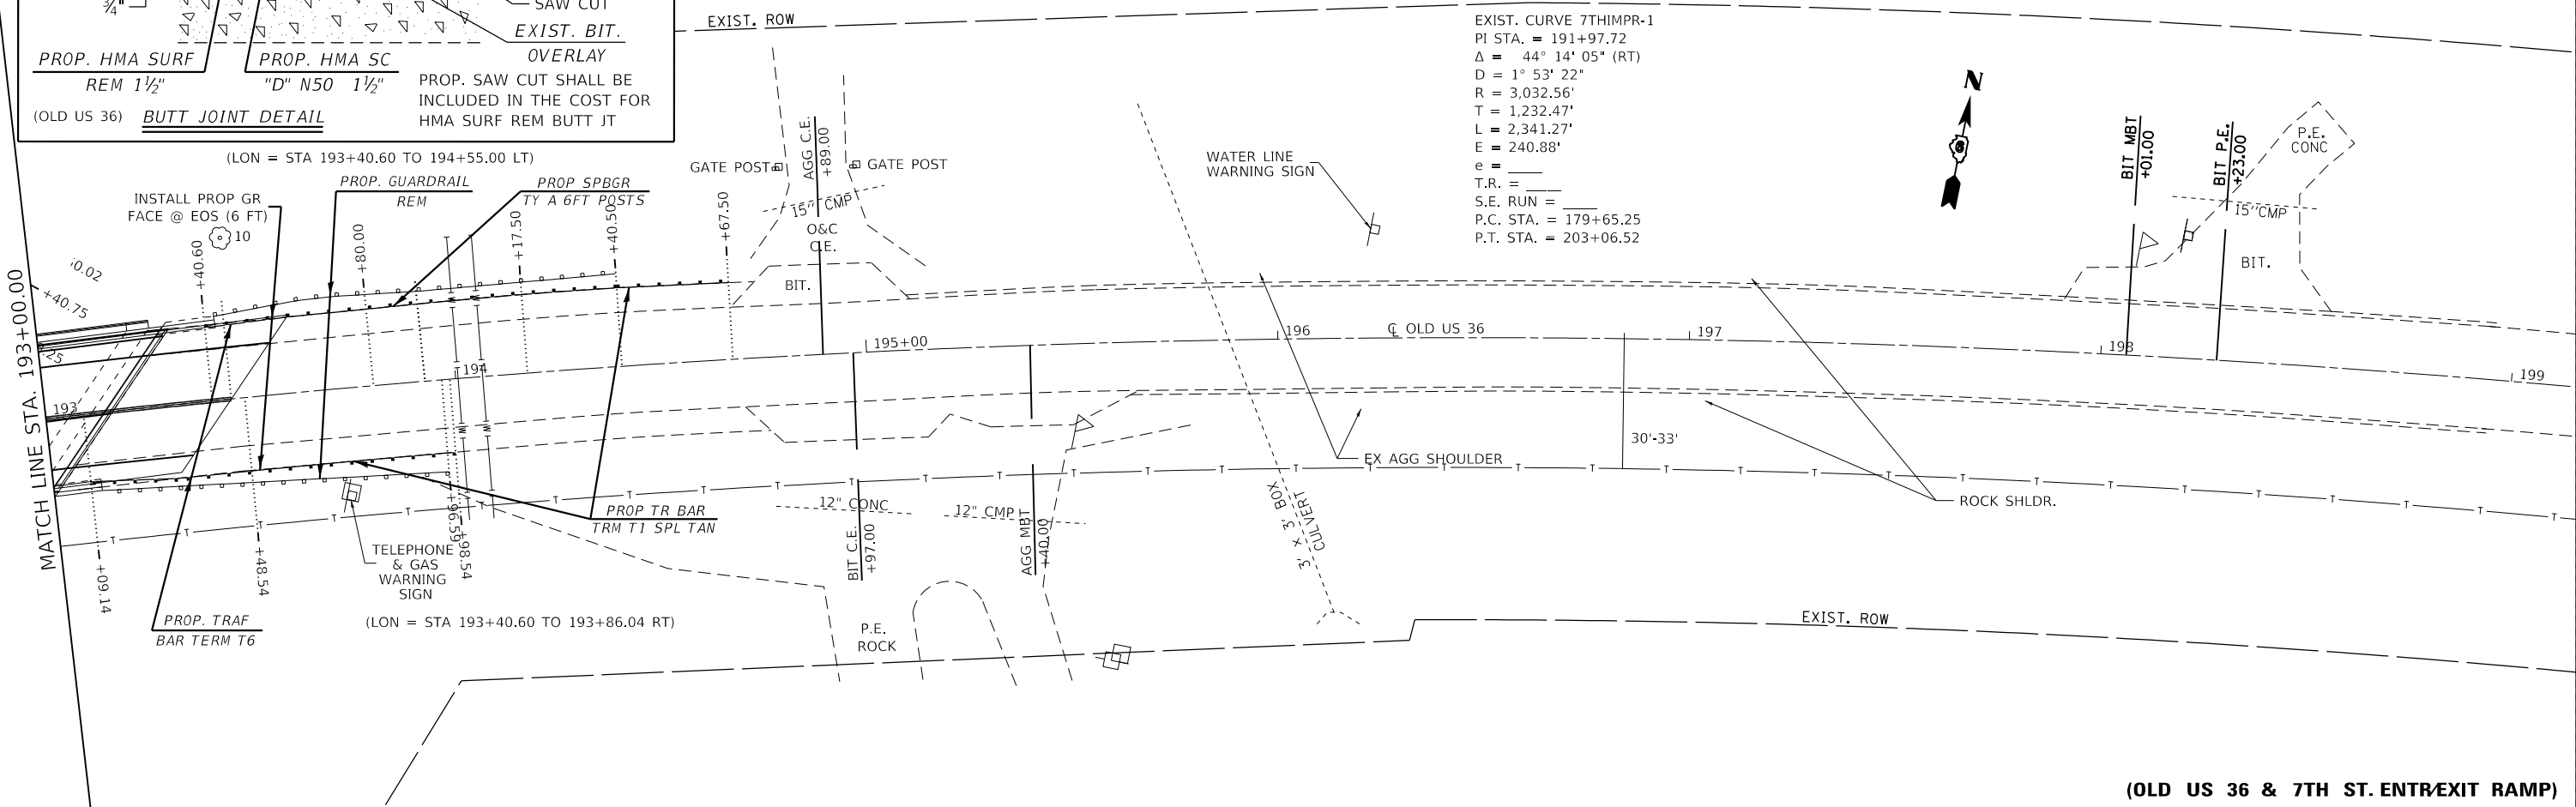 ¾"
SAW CUT
EXIST. BIT.
OVERLAY
PROP. HMA SURF
REM 1½"
PROP. HMA SC
"D" N50 1½"
PROP. SAW CUT SHALL BE
INCLUDED IN THE COST FOR
HMA SURF REM BUTT JT
(OLD US 36) BUTT JOINT DETAIL
EXIST. ROW
(LON = STA 193+40.60 TO 194+55.00 LT)
INSTALL PROP GR
FACE @ EOS (6 FT)
10
PROP. GUARDRAIL
REM
PROP SPBGR
TY A 6FT POSTS
GATE POST
AGG C.E.
+89.00
GATE POST
15" CMP
O&C
C.E.
BIT.
WATER LINE
WARNING SIGN
EXIST. CURVE 7THIMPR-1
PI STA. = 191+97.72
Δ = 44° 14' 05" (RT)
D = 1° 53' 22"
R = 3,032.56'
T = 1,232.47'
L = 2,341.27'
E = 240.88'
e = ____
T.R. = ____
S.E. RUN = ____
P.C. STA. = 179+65.25
P.T. STA. = 203+06.52
N
BIT MBT
+01.00
BIT P.E.
+23.00
P.E.
CONC
15"CMP
BIT.
+40.75
+40.60
+80.00
+17.50
+40.50
+67.50
MATCH LINE STA. 193+00.00
193
194
195+00
196
℄ OLD US 36
197
198
199
W
W
W
W
30'-33'
EX AGG SHOULDER
ROCK SHLDR.
T T T T T T T T T T T T T T T T T T T T T T T T T T T T T T T T T T
+09.14
+48.54
+96.59
+98.54
TELEPHONE
& GAS
WARNING
SIGN
PROP TR BAR
TRM T1 SPL TAN
12" CONC
BIT C.E.
+97.00
12" CMP
AGG MBT
+40.00
3' X 3' BOX
CULVERT
PROP. TRAF
BAR TERM T6
(LON = STA 193+40.60 TO 193+86.04 RT)
P.E.
ROCK
EXIST. ROW
(OLD US 36 & 7TH ST. ENTR/EXIT RAMP)